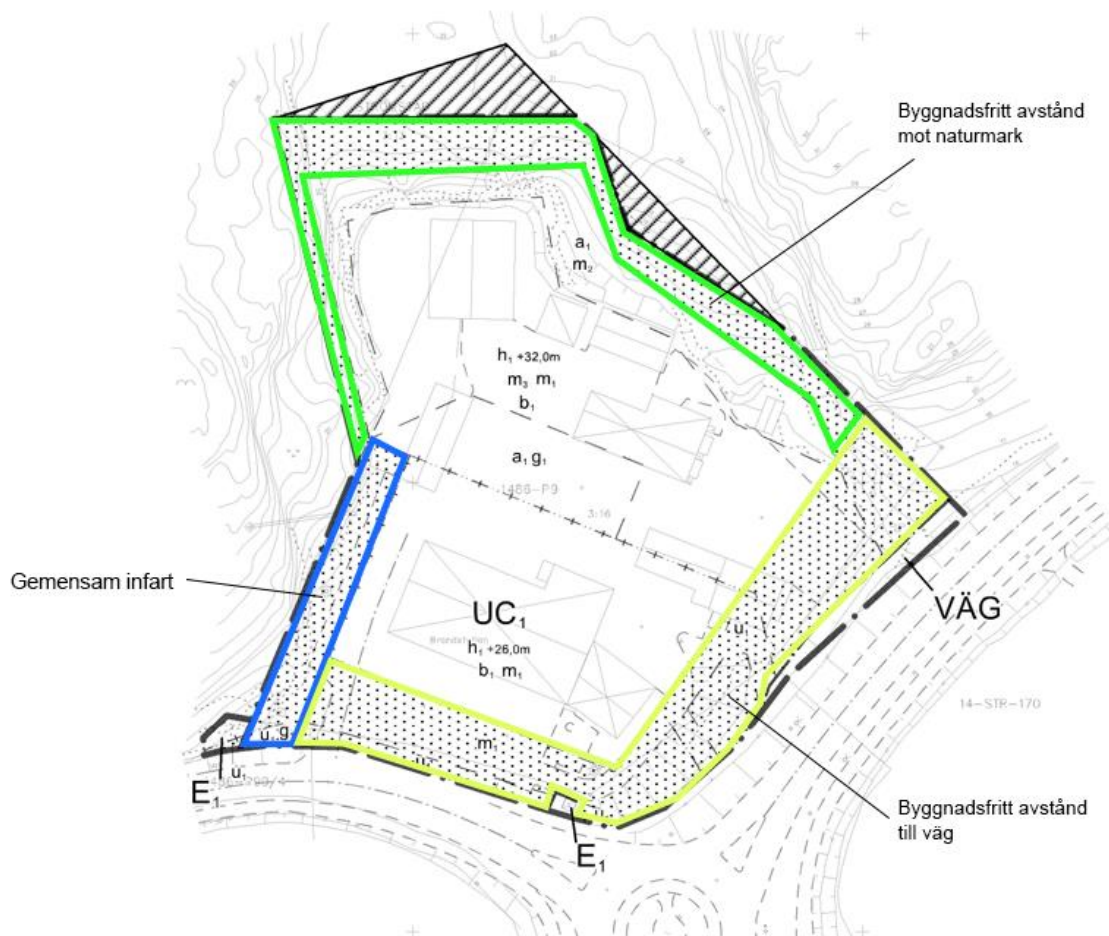 Byggnadsfritt avstånd
mot naturmark
a₁
m₂
h₁ +32,0m
m₃ m₁
b₁
a₁ g₁
1486-P9
3:16
Gemensam infart
UC₁
VÄG
u₁
Brandstation
h₁ +26,0m
b₁ m₁
14-STR-170
m₁
u₁ g₁
u₁
E₁
E₁
Byggnadsfritt avstånd
till väg